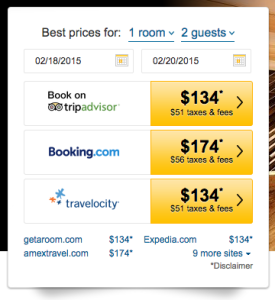 Best prices for: 1 room 2 guests
02/18/2015 02/20/2015
Book on
tripadvisor
$134*
$51 taxes & fees
Booking.com
$174*
$56 taxes & fees
travelocity
$134*
$51 taxes & fees
getaroom.com $134* Expedia.com $134*
amextravel.com $174* 9 more sites
*Disclaimer